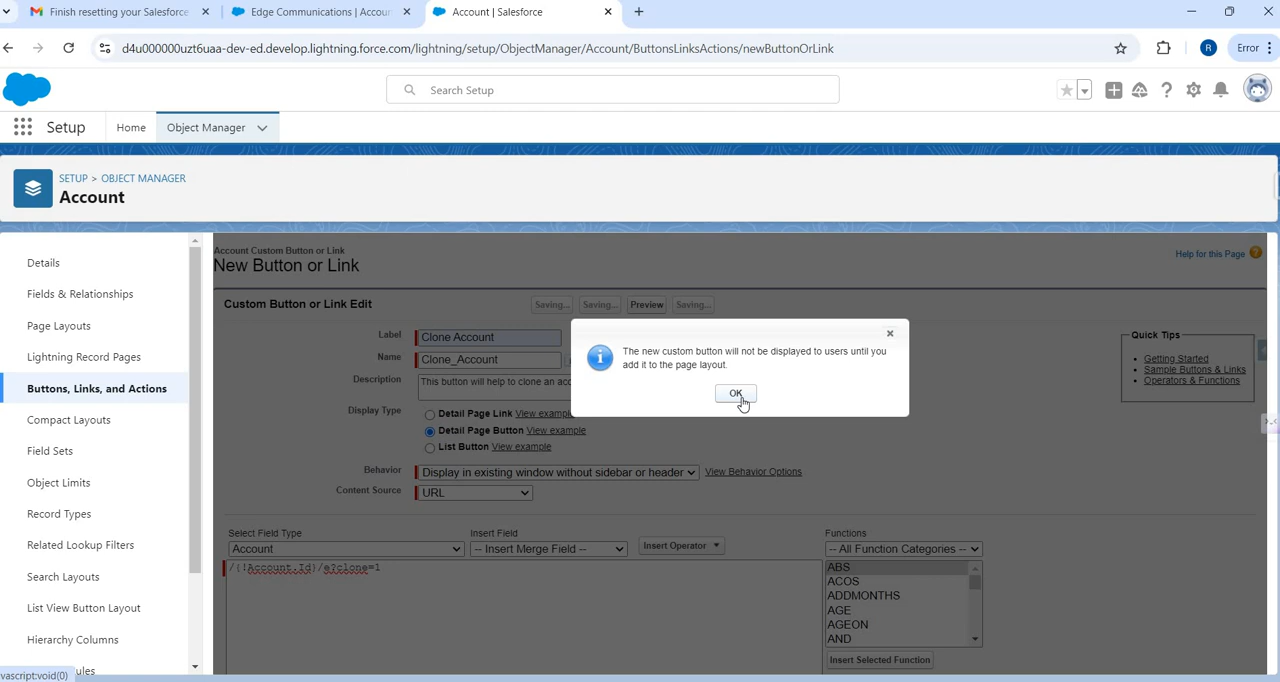 Finish resetting your Salesforce
Edge Communications | Accoun
Account | Salesforce
d4u000000uzt6uaa-dev-ed.develop.lightning.force.com/lightning/setup/ObjectManager/Account/ButtonsLinksActions/newButtonOrLink
R
Error
Search Setup
Setup
Home
Object Manager
SETUP > OBJECT MANAGER
Account
Details
Fields & Relationships
Page Layouts
Lightning Record Pages
Buttons, Links, and Actions
Compact Layouts
Field Sets
Object Limits
Record Types
Related Lookup Filters
Search Layouts
List View Button Layout
Hierarchy Columns
ules
vascript:void(0)
Account Custom Button or Link
New Button or Link
Help for this Page
Custom Button or Link Edit
Saving...
Saving...
Preview
Saving...
Label
Clone Account
Name
Clone_Account
Description
This button will help to clone an acc
Display Type
Detail Page Link View example
Detail Page Button View example
List Button View example
Behavior
Display in existing window without sidebar or header
View Behavior Options
Content Source
URL
The new custom button will not be displayed to users until you
add it to the page layout.
OK
Quick Tips
Getting Started
Sample Buttons & Links
Operators & Functions
Select Field Type
Insert Field
Functions
Account
-- Insert Merge Field --
Insert Operator
-- All Function Categories --
/{!Account.Id}/e?clone=1
ABS
ACOS
ADDMONTHS
AGE
AGEON
AND
Insert Selected Function